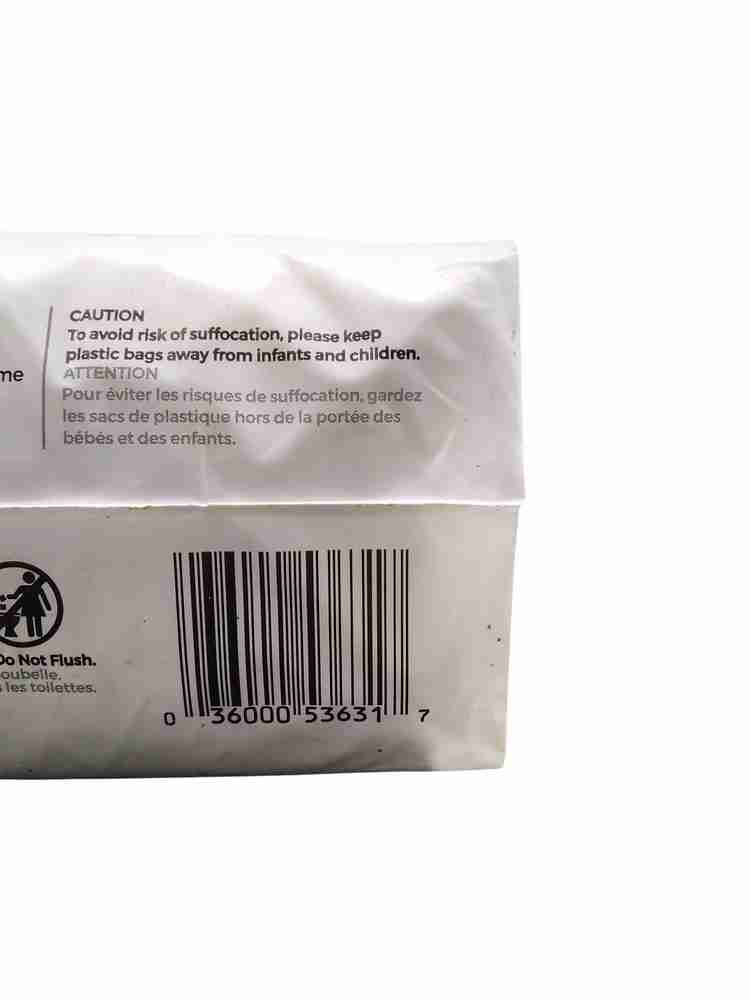 me
CAUTION
To avoid risk of suffocation, please keep
plastic bags away from infants and children.
ATTENTION
Pour éviter les risques de suffocation, gardez
les sacs de plastique hors de la portée des
bébés et des enfants.
Do Not Flush.
oubelle,
les toilettes.
0 36000 53631 7